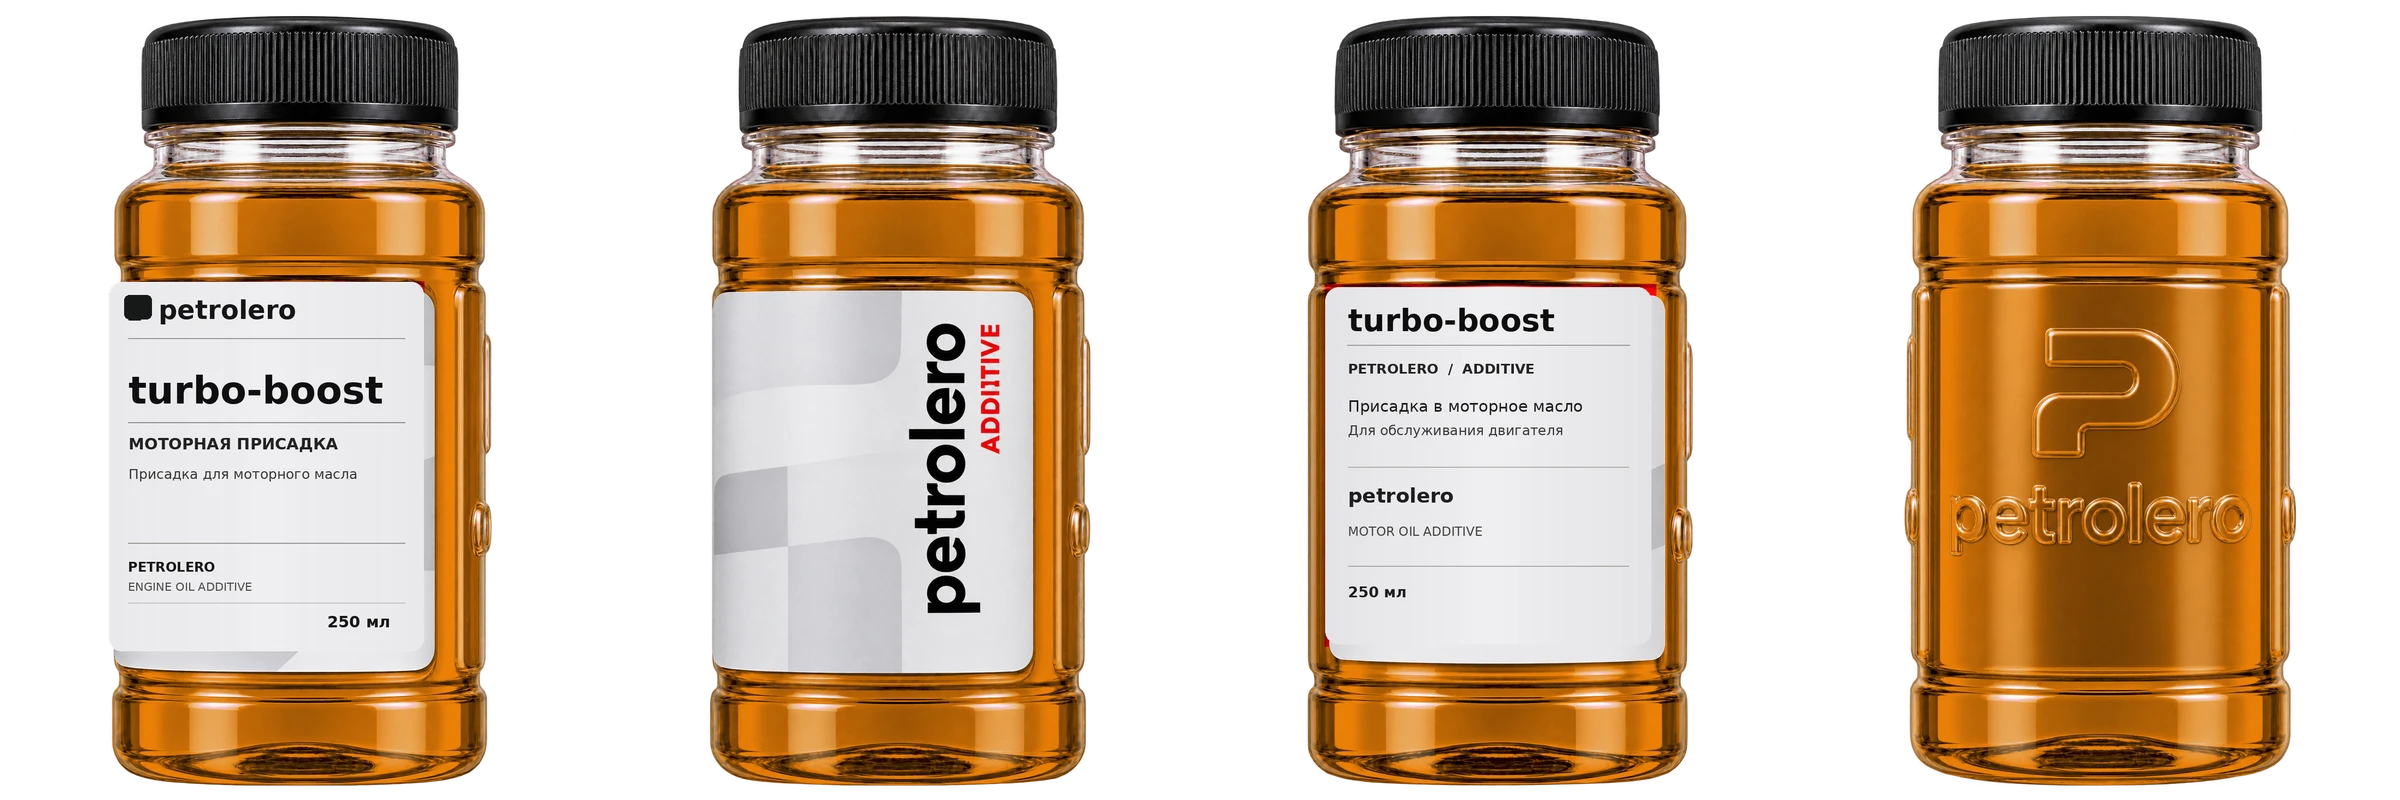 petrolero
turbo-boost
МОТОРНАЯ ПРИСАДКА
Присадка для моторного масла
PETROLERO
ENGINE OIL ADDITIVE
250 мл
petrolero
ADDITIVE
turbo-boost
PETROLERO / ADDITIVE
Присадка в моторное масло
Для обслуживания двигателя
petrolero
MOTOR OIL ADDITIVE
250 мл
P
petrolero